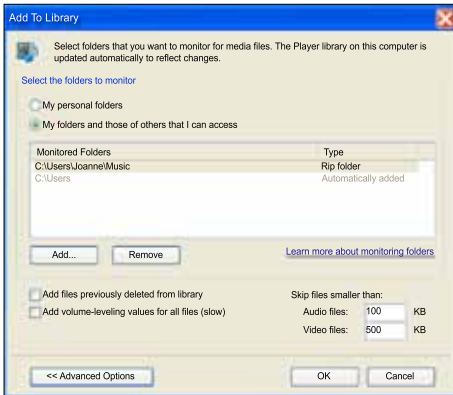 Add To Library
Select folders that you want to monitor for media files. The Player library on this computer is
updated automatically to reflect changes.
Select the folders to monitor
My personal folders
My folders and those of others that I can access
Monitored Folders Type
C:\Users\Joanne\Music Rip folder
C:\Users Automatically added
Add... Remove Learn more about monitoring folders
Add files previously deleted from library Skip files smaller than:
Add volume-leveling values for all files (slow) Audio files: 100 KB
Video files: 500 KB
<< Advanced Options OK Cancel